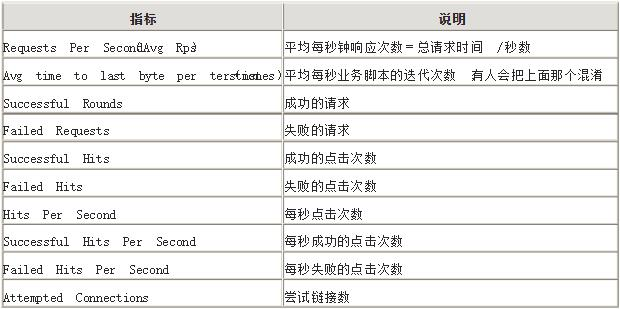 指标 说明
Requests Per Second(Avg Rps) 平均每秒钟响应次数＝总请求时间 /秒数
Avg time to last byte per 平均每秒业务脚本的迭代次数 有人会把上面那个混淆
Successful Rounds 成功的请求
Failed Requests 失败的请求
Successful Hits 成功的点击次数
Failed Hits 失败的点击次数
Hits Per Second 每秒点击次数
Successful Hits Per Second 每秒成功的点击次数
Failed Hits Per Second 每秒失败的点击次数
Attempted Connections 尝试链接数